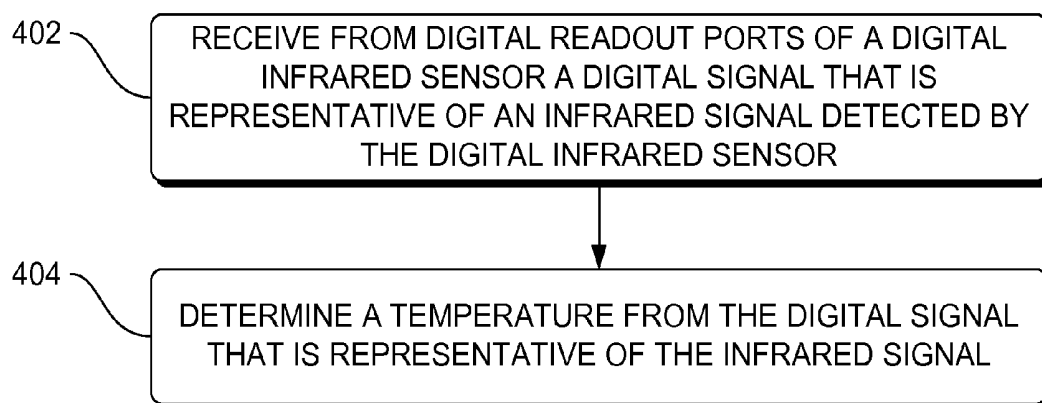 402
RECEIVE FROM DIGITAL READOUT PORTS OF A DIGITAL
INFRARED SENSOR A DIGITAL SIGNAL THAT IS
REPRESENTATIVE OF AN INFRARED SIGNAL DETECTED BY
THE DIGITAL INFRARED SENSOR
404
DETERMINE A TEMPERATURE FROM THE DIGITAL SIGNAL
THAT IS REPRESENTATIVE OF THE INFRARED SIGNAL